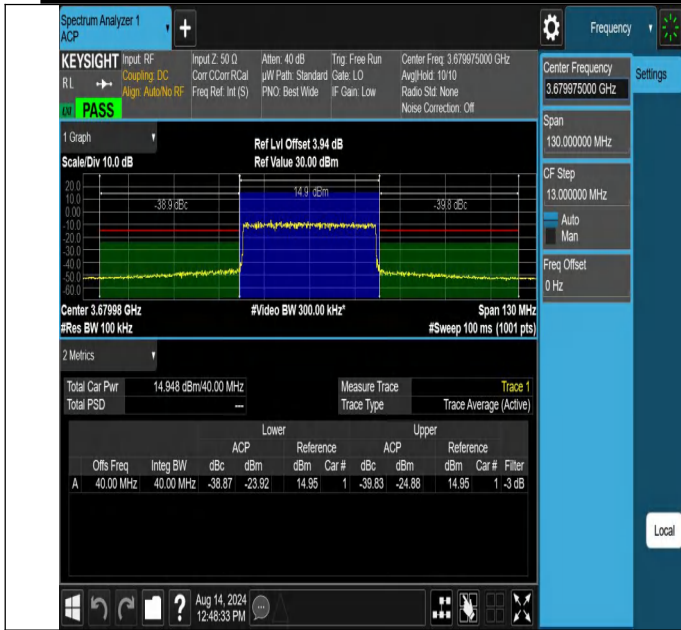 Spectrum Analyzer 1
ACP
+
Frequency
KEYSIGHT Input: RF Input Z: 50 Ω Atten: 40 dB Trig: Free Run Center Freq: 3.679975000 GHz
RL Coupling: DC Corr CCorr RCal µW Path: Standard Gate: LO Avg|Hold: 10/10
Align: Auto/No RF Freq Ref: Int (S) PNO: Best Wide IF Gain: Low Radio Std: None
PASS Noise Correction: Off
Center Frequency
3.679975000 GHz
Settings
Span
130.000000 MHz
CF Step
13.000000 MHz
Auto
Man
Freq Offset
0 Hz
1 Graph
Ref Lvl Offset 3.94 dB
Scale/Div 10.0 dB Ref Value 30.00 dBm
20.0
10.0
0.00
-10.0
-20.0
-30.0
-40.0
-50.0
-60.0
-38.9 dBc
14.9 dBm
-39.8 dBc
Center 3.67998 GHz #Video BW 300.00 kHz* Span 130 MHz
#Res BW 100 kHz #Sweep 100 ms (1001 pts)
2 Metrics
Total Car Pwr 14.948 dBm/40.00 MHz Measure Trace Trace 1
Total PSD --- Trace Type Trace Average (Active)
Lower Upper
ACP Reference ACP Reference
Offs Freq Integ BW dBc dBm dBm Car # dBc dBm dBm Car # Filter
A 40.00 MHz 40.00 MHz -38.87 -23.92 14.95 1 -39.83 -24.88 14.95 1 -3 dB
Local
? Aug 14, 2024
12:48:33 PM